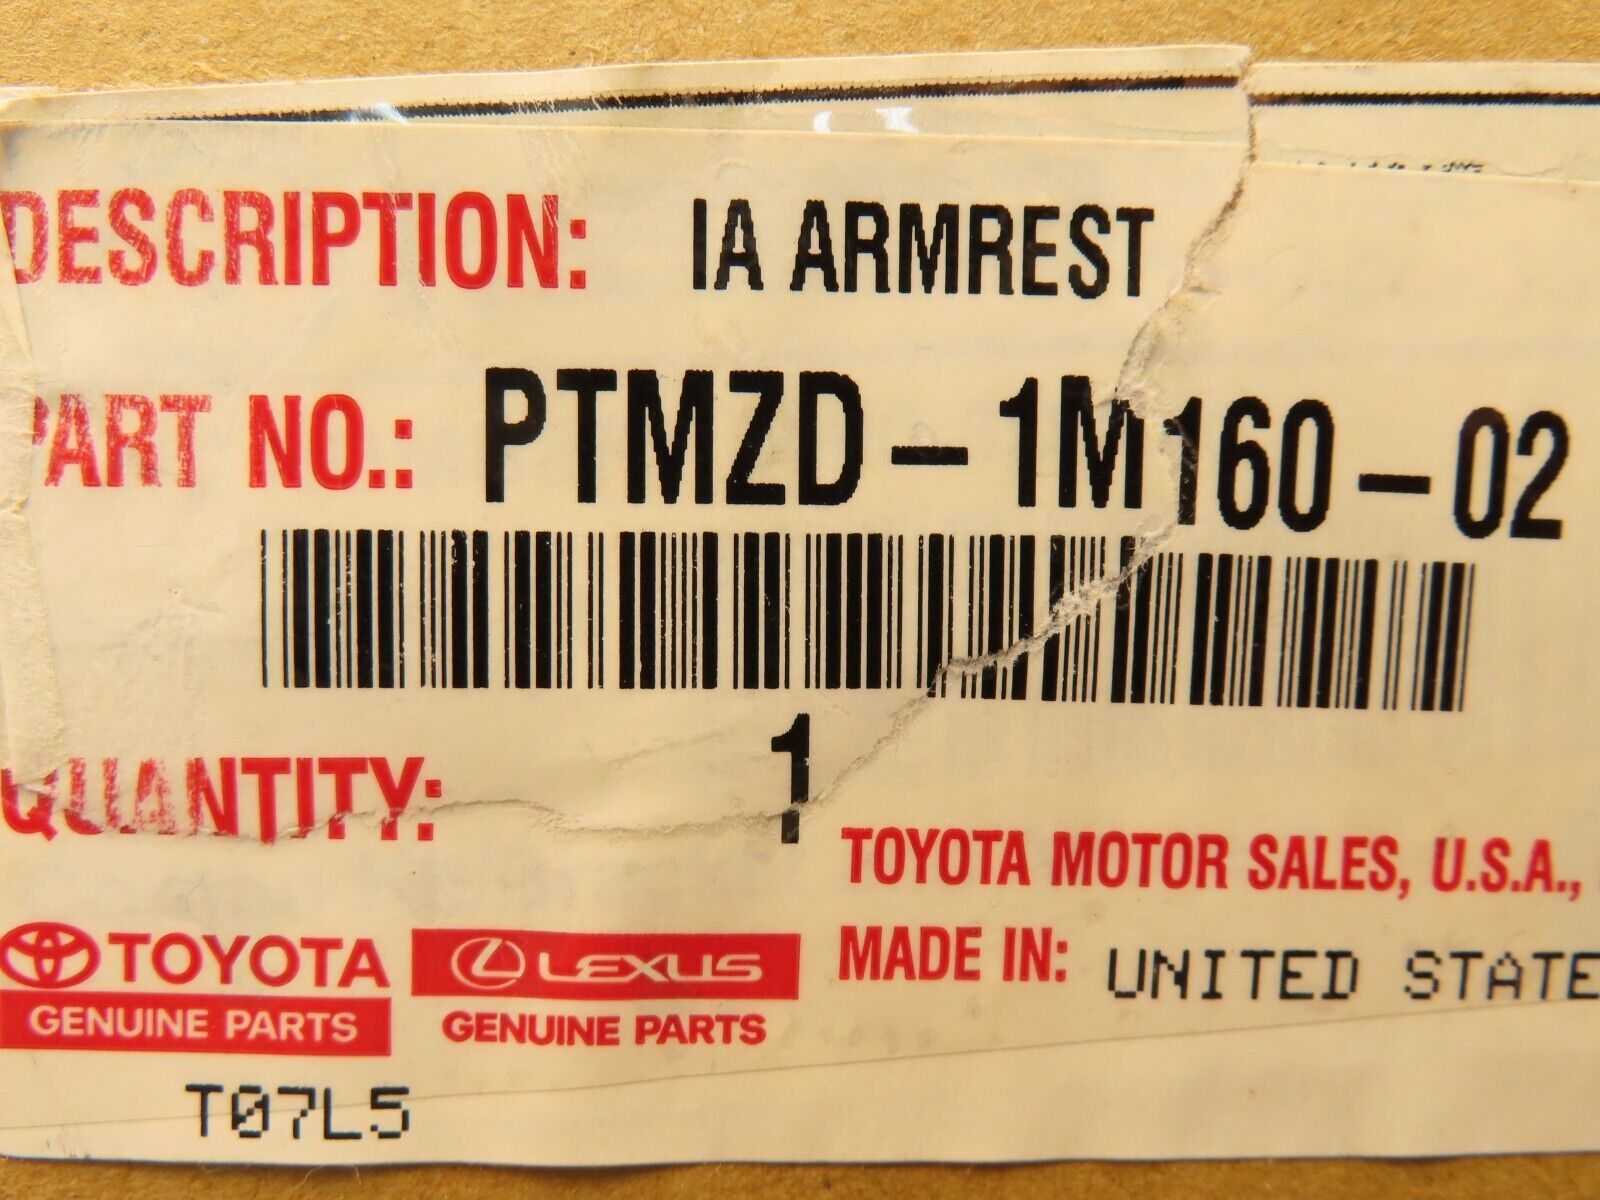 DESCRIPTION: IA ARMREST
PART NO.: PTMZD-1M160-02
QUANTITY: 1
TOYOTA MOTOR SALES, U.S.A.,
MADE IN: UNITED STATE
TOYOTA
GENUINE PARTS
LEXUS
GENUINE PARTS
T07L5